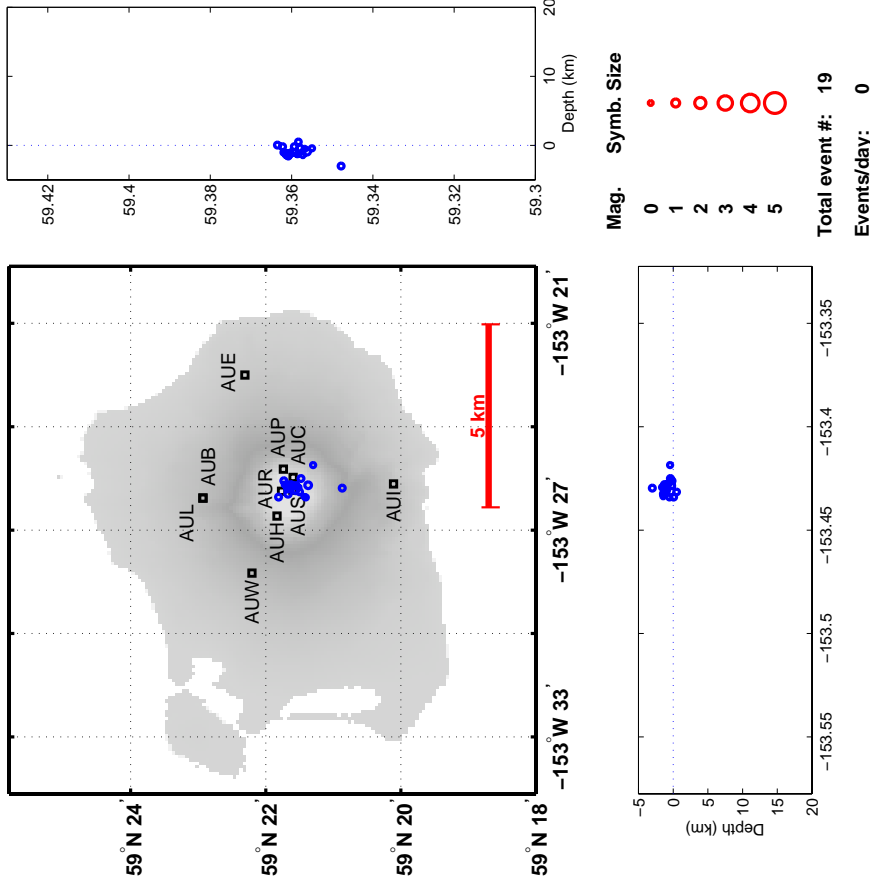 59.42
59.4
59.38
59.36
59.34
59.32
59.3
0
10
20
Depth (km)
59°N 24'
59°N 22'
59°N 20'
59°N 18'
−153°W 33'
−153°W 27'
−153°W 21'
AUE
AUB
AUL
AUP
AUC
AUR
AUS
AUH
AUW
AUI
5 km
Mag. Symb. Size
0
1
2
3
4
5
Total event #: 19
Events/day: 0
−5
0
5
10
15
20
Depth (km)
−153.55
−153.5
−153.45
−153.4
−153.35